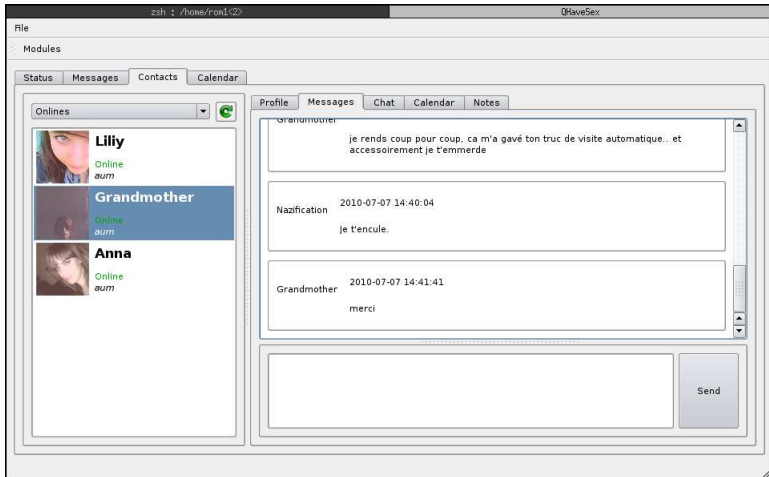 zsh ; /home/rom1<2>
QHaveSex
File
Modules
Status Messages Contacts Calendar
Onlines
Liliy
Online
aum
Grandmother
Online
aum
Anna
Online
aum
Profile Messages Chat Calendar Notes
Grandmother
je rends coup pour coup, ca m'a gavé ton truc de visite automatique.. et
accessoirement je t'emmerde
Nazification
2010-07-07 14:40:04
Je t'encule.
Grandmother
2010-07-07 14:41:41
merci
Send